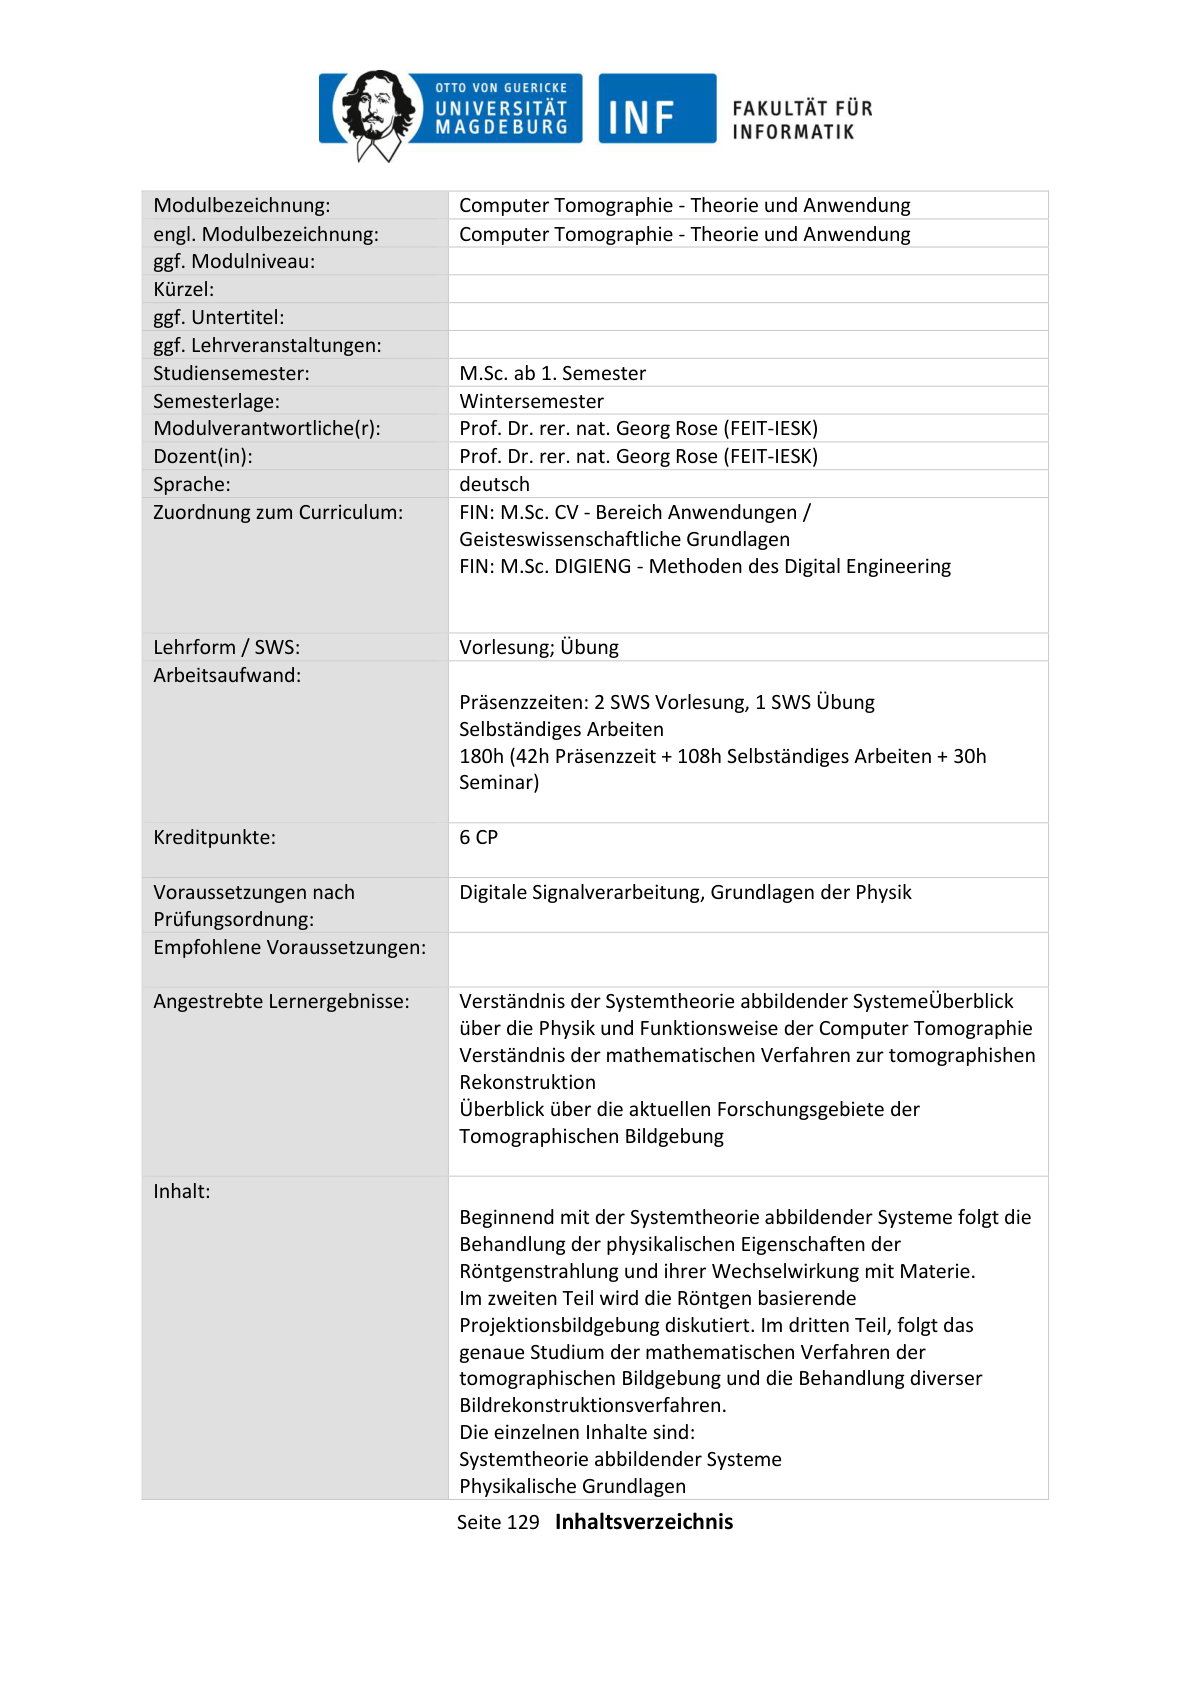 OTTO VON GUERICKE
UNIVERSITÄT
MAGDEBURG
INF
FAKULTÄT FÜR
INFORMATIK
Modulbezeichnung:
Computer Tomographie - Theorie und Anwendung
engl. Modulbezeichnung:
Computer Tomographie - Theorie und Anwendung
ggf. Modulniveau:
Kürzel:
ggf. Untertitel:
ggf. Lehrveranstaltungen:
Studiensemester:
M.Sc. ab 1. Semester
Semesterlage:
Wintersemester
Modulverantwortliche(r):
Prof. Dr. rer. nat. Georg Rose (FEIT-IESK)
Dozent(in):
Prof. Dr. rer. nat. Georg Rose (FEIT-IESK)
Sprache:
deutsch
Zuordnung zum Curriculum:
FIN: M.Sc. CV - Bereich Anwendungen /
Geisteswissenschaftliche Grundlagen
FIN: M.Sc. DIGIENG - Methoden des Digital Engineering
Lehrform / SWS:
Vorlesung; Übung
Arbeitsaufwand:
Präsenzzeiten: 2 SWS Vorlesung, 1 SWS Übung
Selbständiges Arbeiten
180h (42h Präsenzzeit + 108h Selbständiges Arbeiten + 30h
Seminar)
Kreditpunkte:
6 CP
Voraussetzungen nach
Prüfungsordnung:
Digitale Signalverarbeitung, Grundlagen der Physik
Empfohlene Voraussetzungen:
Angestrebte Lernergebnisse:
Verständnis der Systemtheorie abbildender SystemeÜberblick
über die Physik und Funktionsweise der Computer Tomographie
Verständnis der mathematischen Verfahren zur tomographishen
Rekonstruktion
Überblick über die aktuellen Forschungsgebiete der
Tomographischen Bildgebung
Inhalt:
Beginnend mit der Systemtheorie abbildender Systeme folgt die
Behandlung der physikalischen Eigenschaften der
Röntgenstrahlung und ihrer Wechselwirkung mit Materie.
Im zweiten Teil wird die Röntgen basierende
Projektionsbildgebung diskutiert. Im dritten Teil, folgt das
genaue Studium der mathematischen Verfahren der
tomographischen Bildgebung und die Behandlung diverser
Bildrekonstruktionsverfahren.
Die einzelnen Inhalte sind:
Systemtheorie abbildender Systeme
Physikalische Grundlagen
Seite 129 Inhaltsverzeichnis